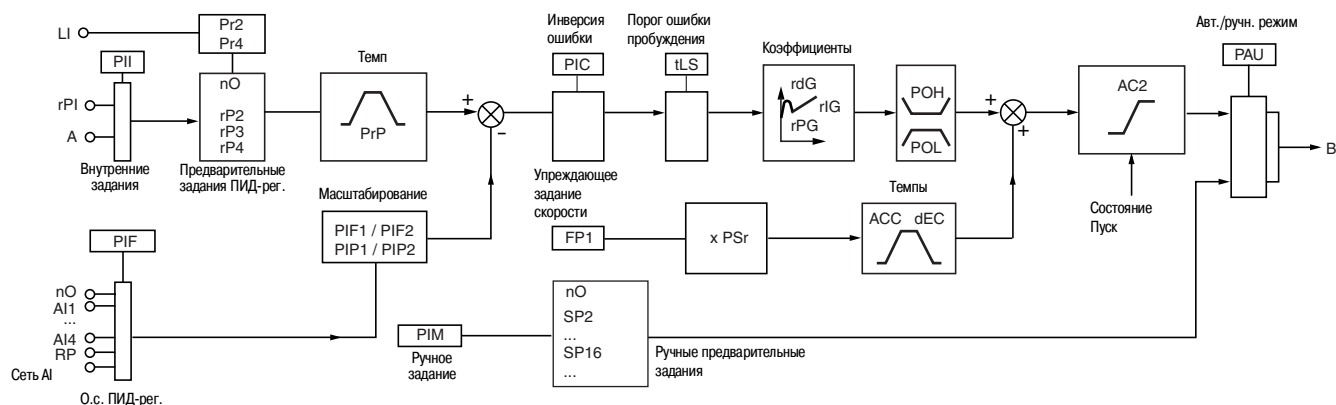 LI
Pr2
Pr4
PII
rPI
A
Внутренние
задания
nO
rP2
rP3
rP4
Предварительные
задания ПИД-рег.
Темп
PrP
+
−
Инверсия
ошибки
PIC
Порог ошибки
пробуждения
tLS
Коэффициенты
rdG
rIG
rPG
POH
POL
+
+
AC2
Состояние
Пуск
Авт./ручн. режим
PAU
B
Масштабирование
PIF1 / PIF2
PIP1 / PIP2
Упреждающее
задание
скорости
FP1
x PSr
Темпы
ACC dEC
PIF
nO
AI1
...
AI4
RP
Сеть AI
О.с. ПИД-рег.
PIM
Ручное
задание
nO
SP2
...
SP16
...
Ручные предварительные
задания